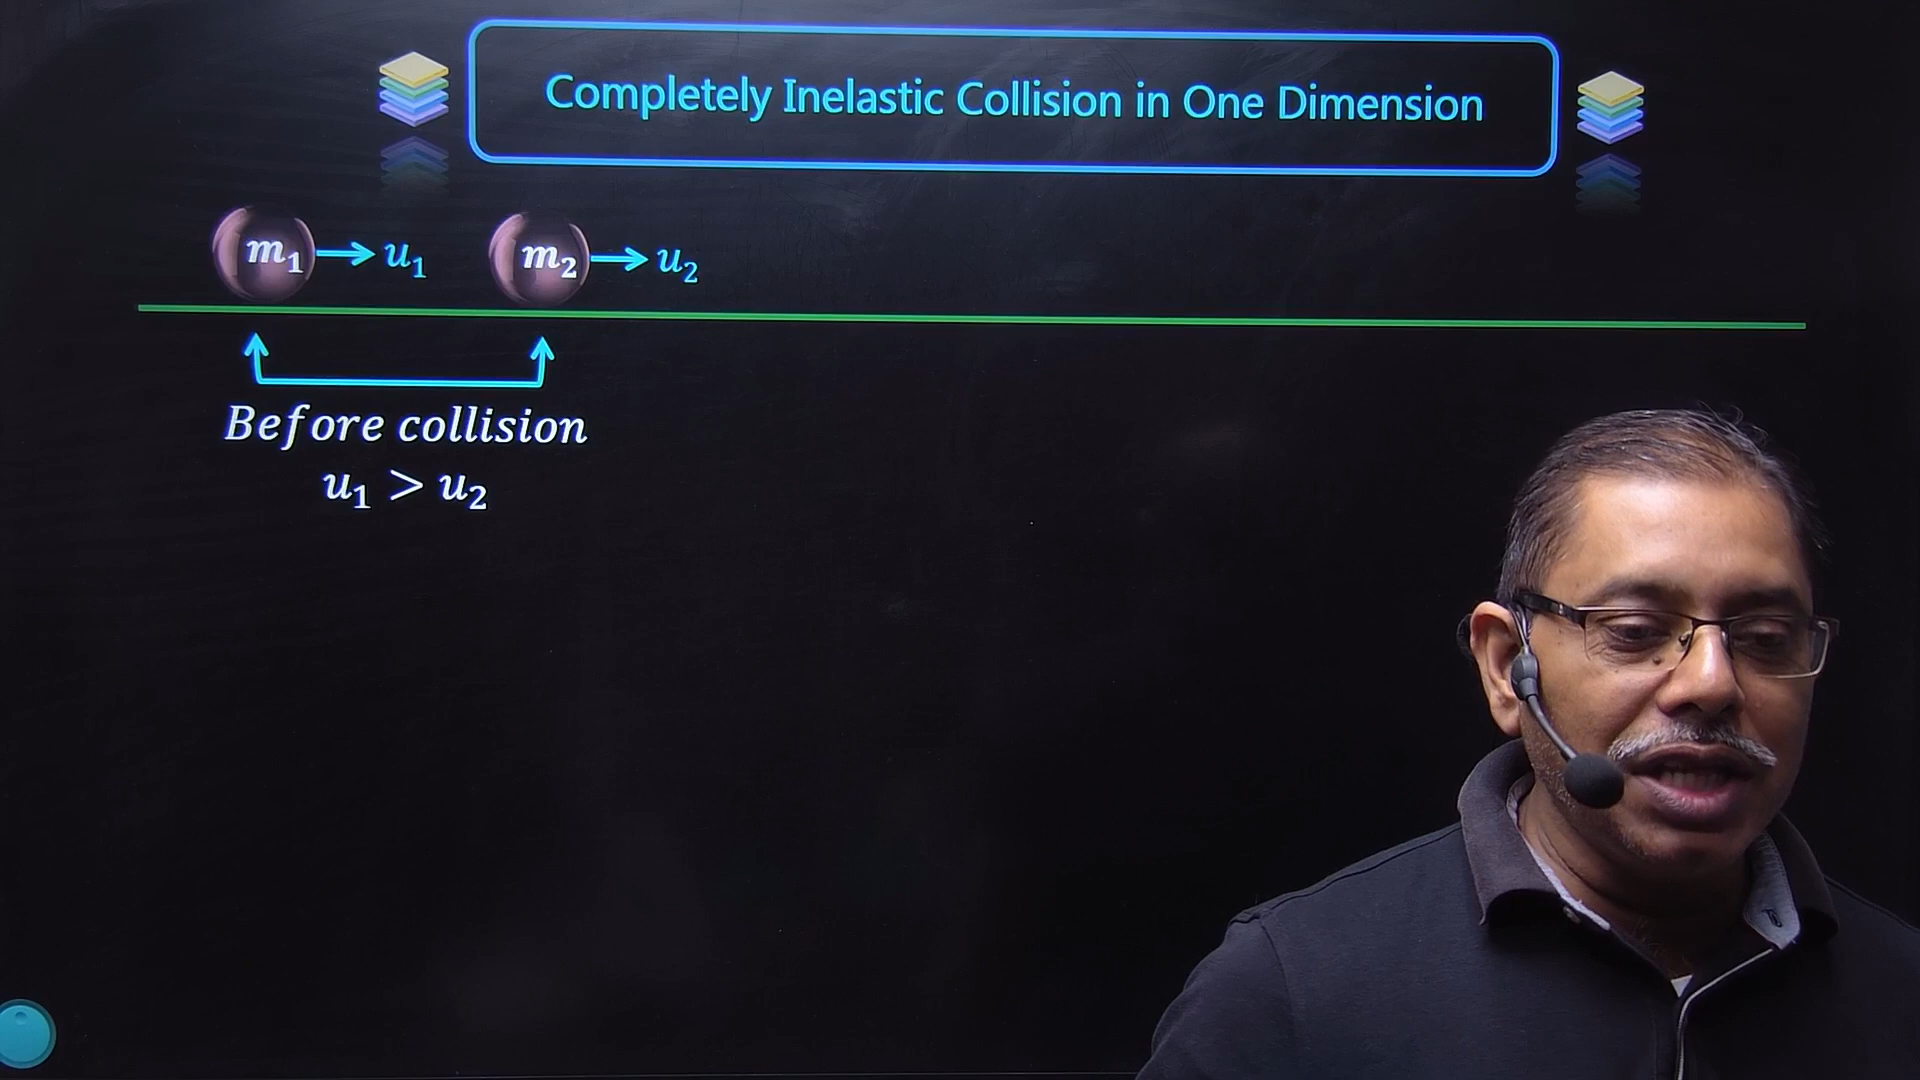 Completely Inelastic Collision in One Dimension
m₁ → u₁ m₂ → u₂
Before collision
u₁ > u₂